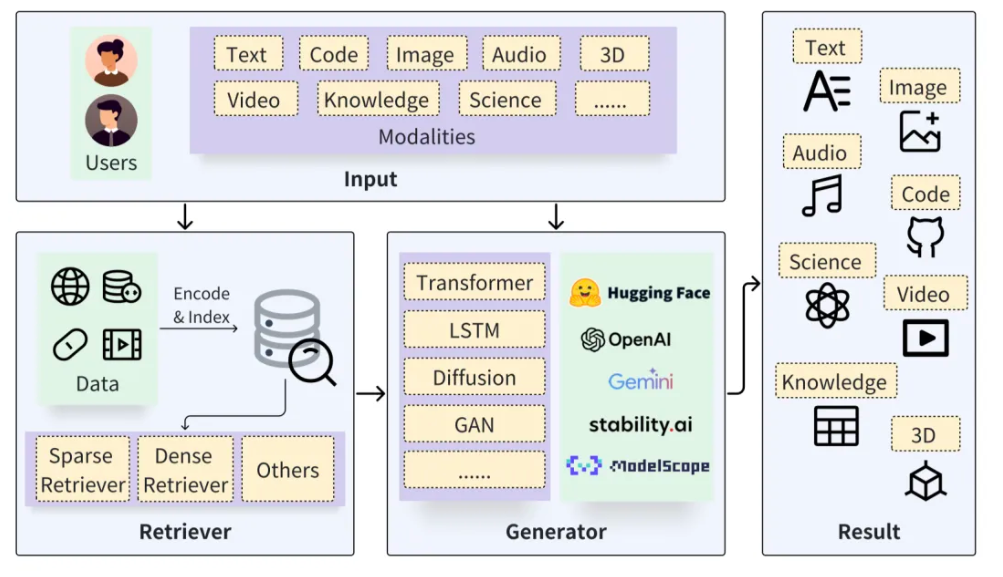 Text
Code
Image
Audio
3D
Video
Knowledge
Science
......
Modalities
Users
Input
Encode
& Index
Data
Sparse
Retriever
Dense
Retriever
Others
Retriever
Transformer
LSTM
Diffusion
GAN
......
Hugging Face
OpenAI
Gemini
stability.ai
ModelScope
Generator
Text
Image
Audio
Code
Science
Video
Knowledge
3D
Result